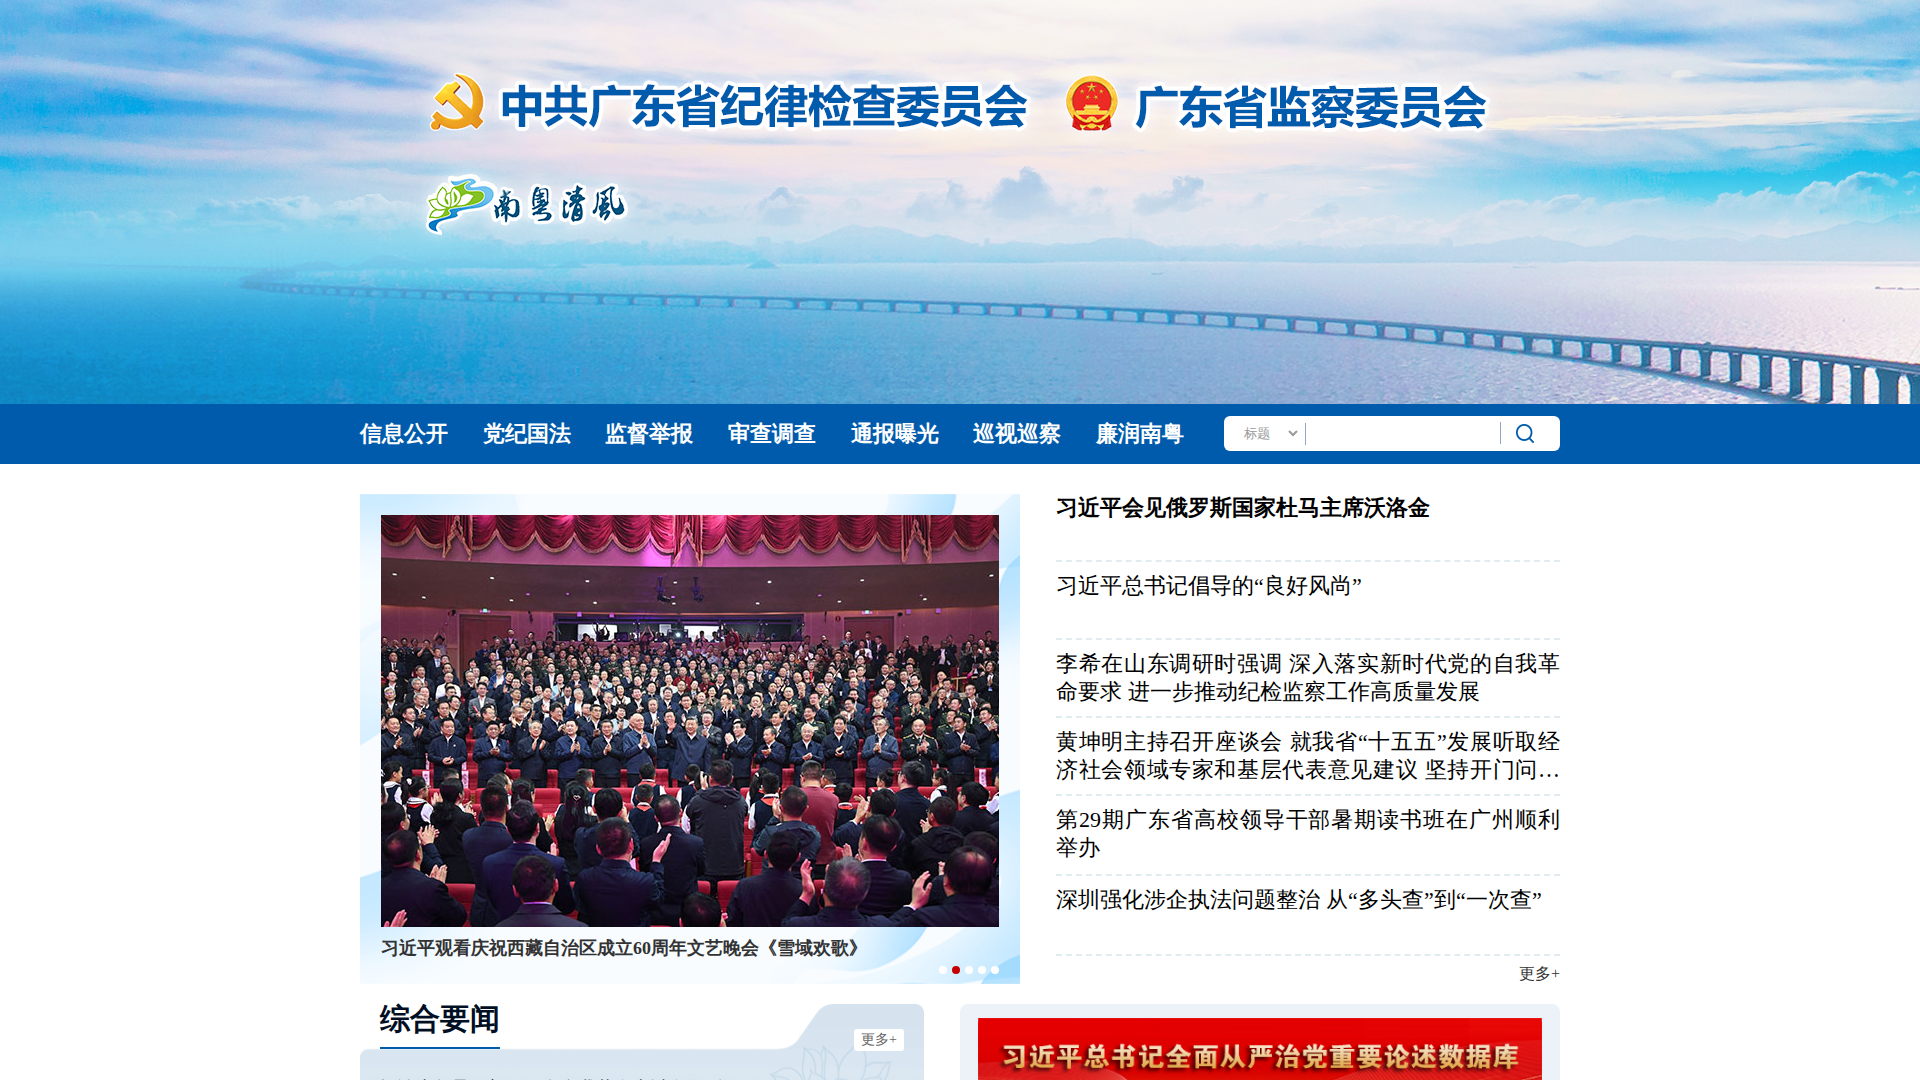 中共广东省纪律检查委员会 广东省监察委员会
南粤清風
信息公开 党纪国法 监督举报 审查调查 通报曝光 巡视巡察 廉润南粤 标题
习近平观看庆祝西藏自治区成立60周年文艺晚会《雪域欢歌》
习近平会见俄罗斯国家杜马主席沃洛金
习近平总书记倡导的“良好风尚”
李希在山东调研时强调 深入落实新时代党的自我革
命要求 进一步推动纪检监察工作高质量发展
黄坤明主持召开座谈会 就我省“十五五”发展听取经
济社会领域专家和基层代表意见建议 坚持开门问…
第29期广东省高校领导干部暑期读书班在广州顺利
举办
深圳强化涉企执法问题整治 从“多头查”到“一次查”
更多+
综合要闻
更多+
习近平总书记全面从严治党重要论述数据库